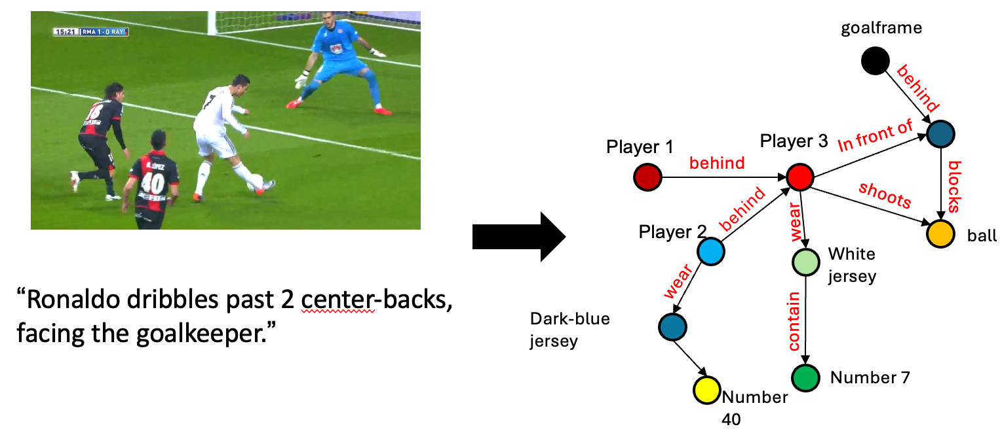 15:21 RMA 1-0 RAY
18
7
40
"Ronaldo dribbles past 2 center-backs,
facing the goalkeeper."
goalframe
behind
Player 1
behind
Player 3
In front of
shoots
blocks
ball
Player 2
behind
wear
wear
White
jersey
Dark-blue
jersey
contain
Number 7
Number
40